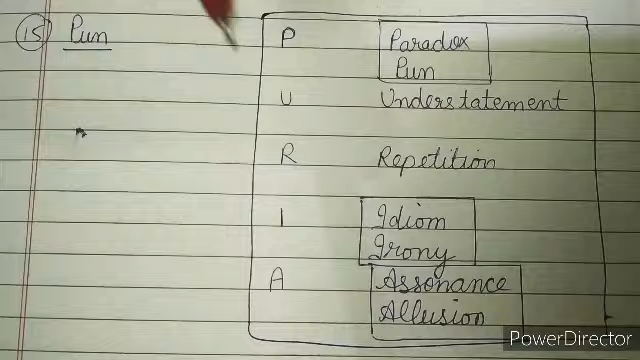 15 Pun
P Paradox
Pun
U Understatement
R Repetition
I Idiom
Irony
A Assonance
Allusion
PowerDirector